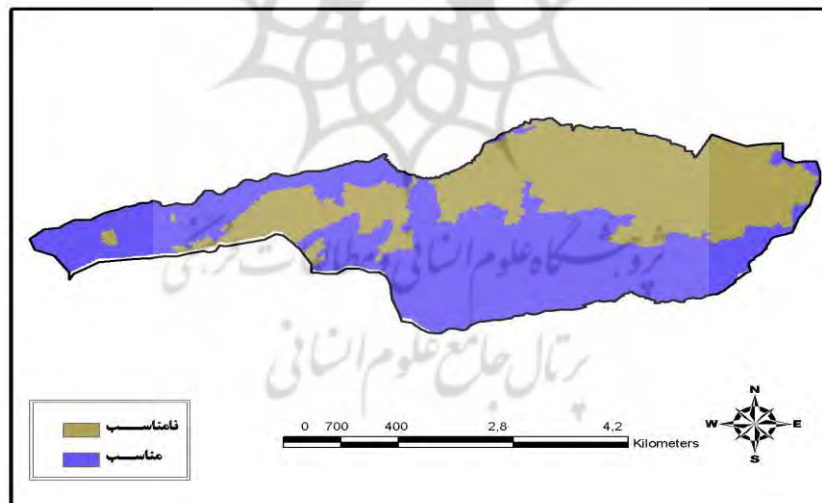 پژوهشگاه علوم انسانی و مطالعات فرهنگی
پرتال جامع علوم انسانی
نامناسب
مناسب
0 700 400 2,8 4,2
Kilometers
N
W E
S